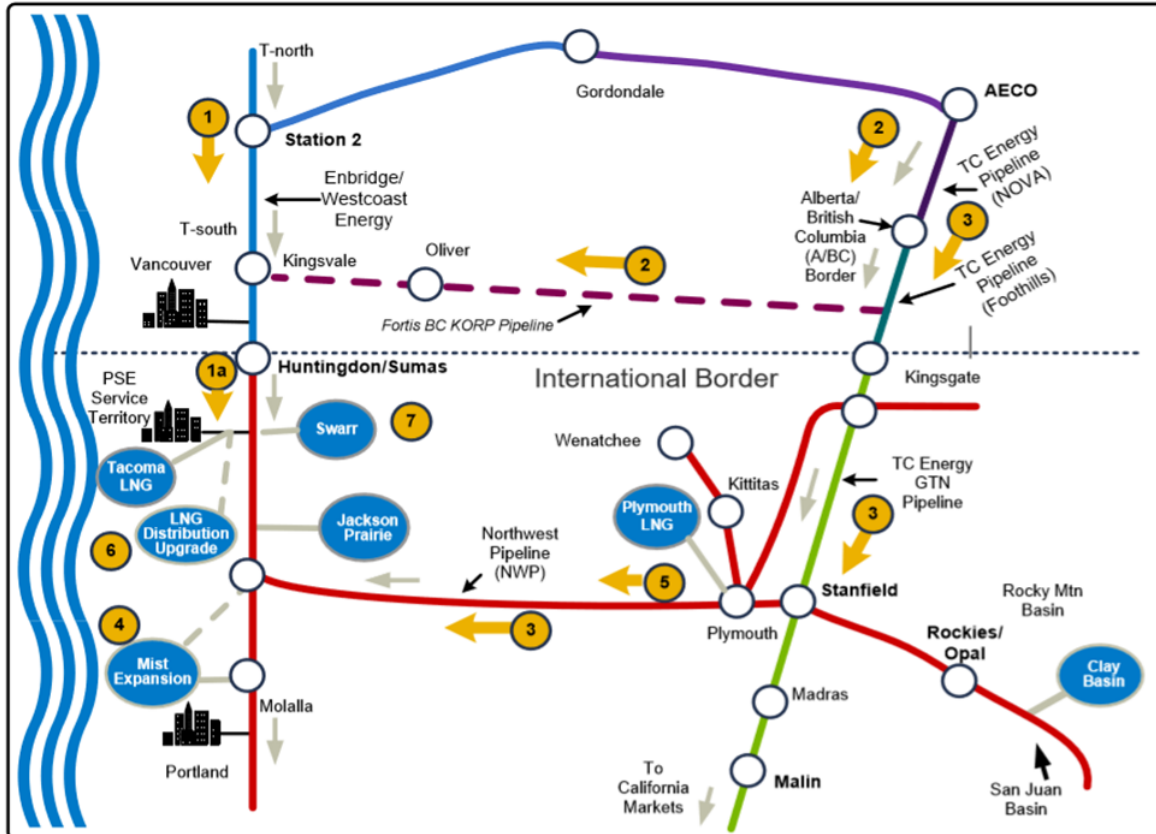 T-north
Gordondale
AECO
1
Station 2
2
TC Energy
Pipeline
(NOVA)
Enbridge/
Westcoast
Energy
Alberta/
British
Columbia
(A/BC)
Border
3
T-south
Oliver
Vancouver
Kingsvale
2
TC Energy
Pipeline
(Foothills)
Fortis BC KORP Pipeline
Huntingdon/Sumas
1a
International Border
Kingsgate
PSE
Service
Territory
Swarr
7
Wenatchee
Tacoma
LNG
Kittitas
TC Energy
GTN
Pipeline
LNG
Distribution
Upgrade
Jackson
Prairie
Plymouth
LNG
3
6
Northwest
Pipeline
(NWP)
5
Stanfield
Rocky Mtn
Basin
4
3
Plymouth
Rockies/
Opal
Mist
Expansion
Clay
Basin
Molalla
Madras
Portland
To
California
Markets
Malin
San Juan
Basin